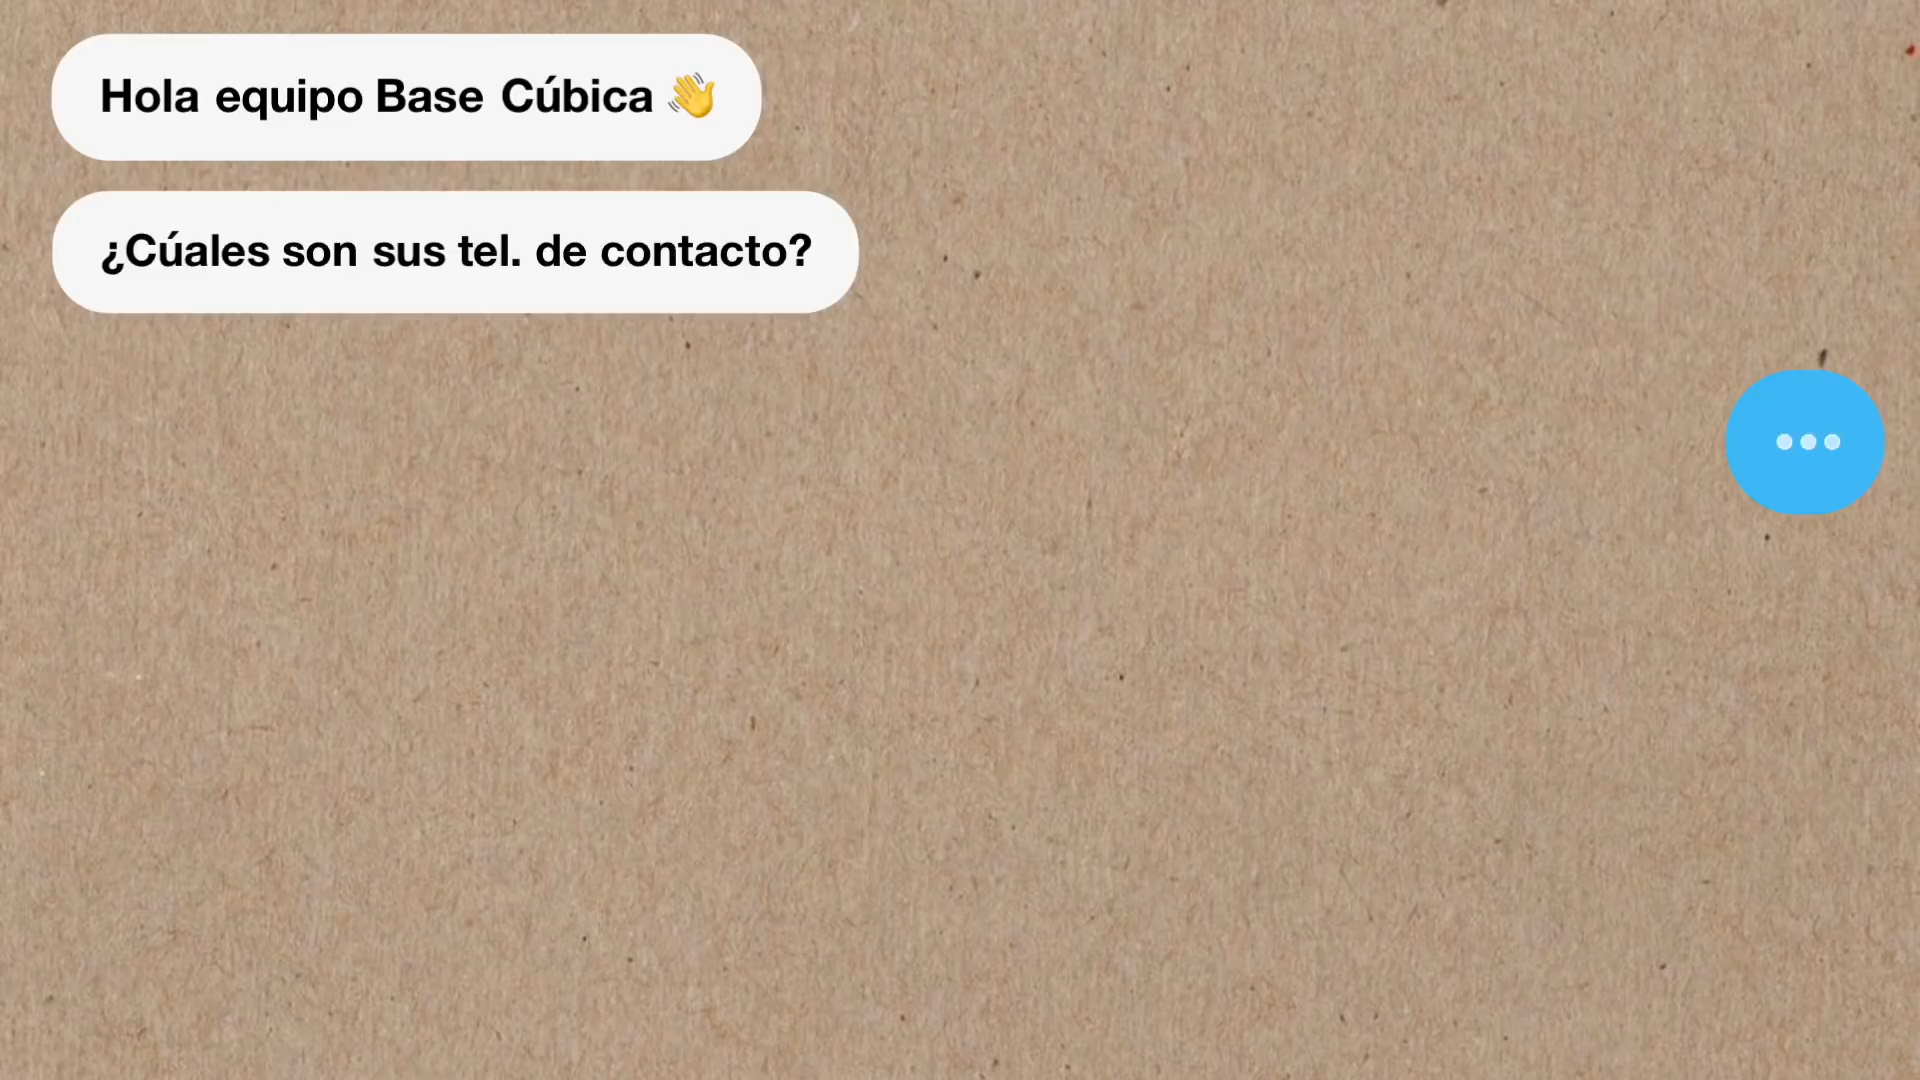 Hola equipo Base Cúbica 👋
¿Cúales son sus tel. de contacto?